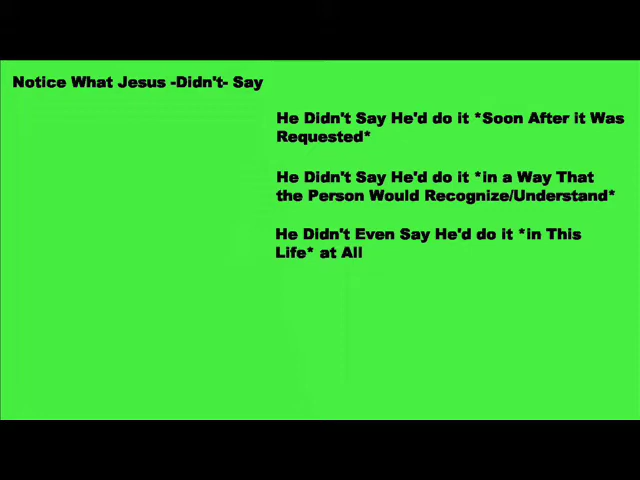 Notice What Jesus -Didn't- Say
He Didn't Say He'd do it *Soon After it Was
Requested*
He Didn't Say He'd do it *in a Way That
the Person Would Recognize/Understand*
He Didn't Even Say He'd do it *in This
Life* at All